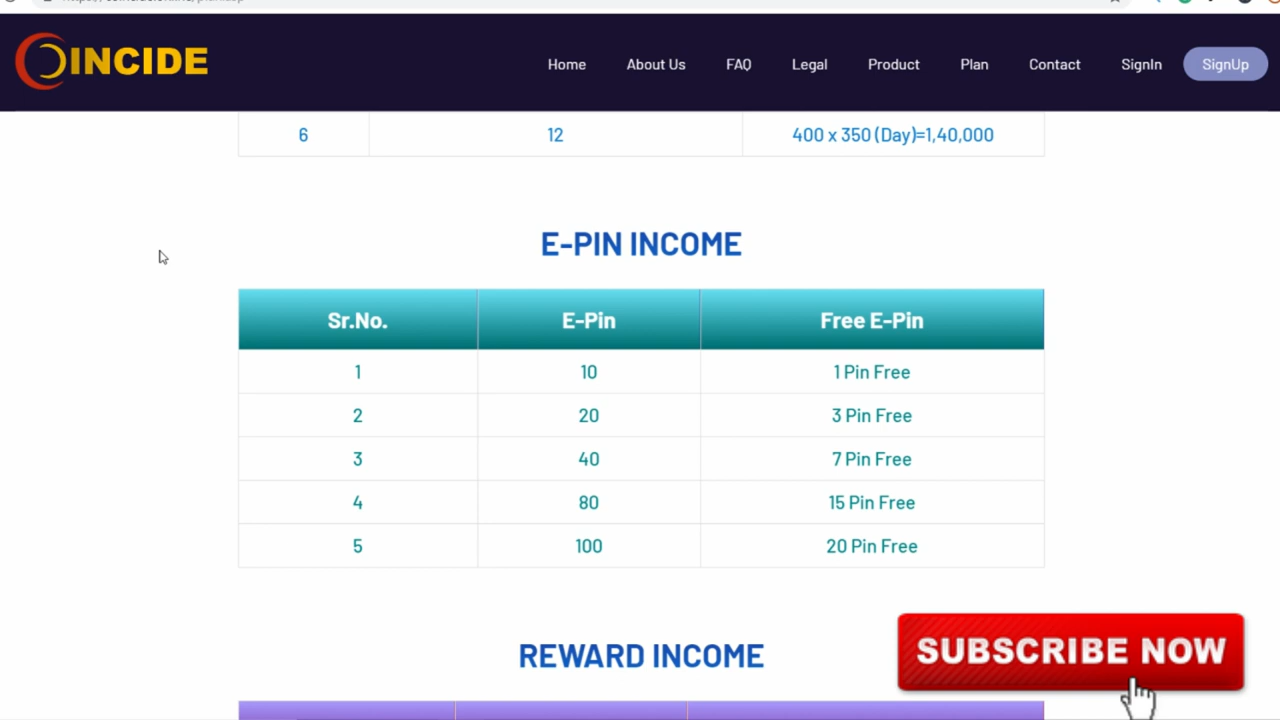 COINCIDE
Home About Us FAQ Legal Product Plan Contact SignIn SignUp
6 12 400 x 350 (Day)=1,40,000
E-PIN INCOME
Sr.No. E-Pin Free E-Pin
1 10 1 Pin Free
2 20 3 Pin Free
3 40 7 Pin Free
4 80 15 Pin Free
5 100 20 Pin Free
REWARD INCOME
SUBSCRIBE NOW